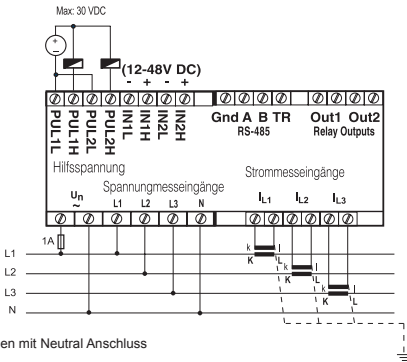 Max: 30 VDC
+
-
(12-48V DC)
- + - +
PUL1L PUL1H PUL2L PUL2H IN1L IN1H IN2L IN2H
Gnd A B TR Out1 Out2
RS-485 Relay Outputs
Hilfsspannung
Spannungmesseingänge
Strommesseingänge
Un
~
L1 L2 L3 N
IL1 IL2 IL3
1A
k l
K L
k l
K L
k l
K L
L1
L2
L3
N
en mit Neutral Anschluss